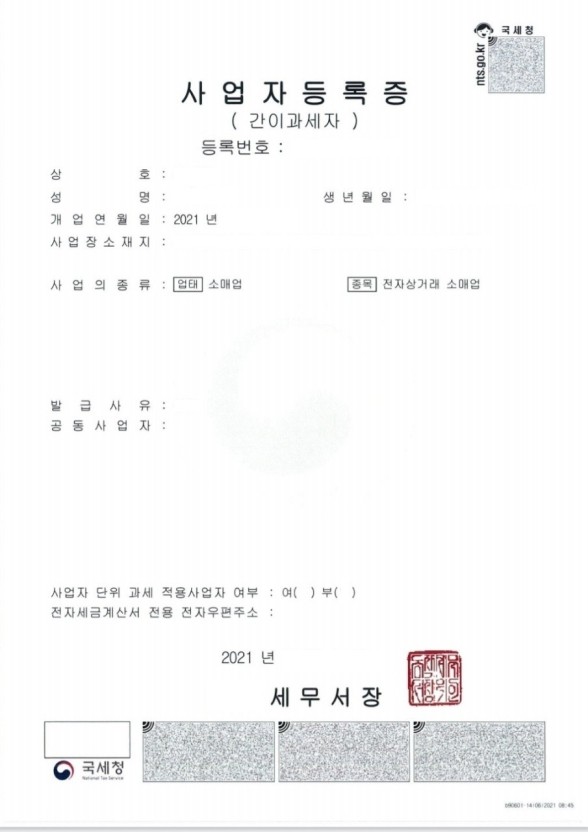 국세청
nts.go.kr
사업자등록증
( 간이과세자 )
등록번호 :
상 호 :
성 명 : 생 년 월 일 :
개 업 연 월 일 : 2021 년
사 업 장 소 재 지 :
사 업 의 종 류 : 업태 소매업 종목 전자상거래 소매업
발 급 사 유 :
공 동 사 업 자 :
사업자 단위 과세 적용사업자 여부 : 여( ) 부( )
전자세금계산서 전용 전자우편주소 :
2021 년
세 무 서 장
국세청
National Tax Service